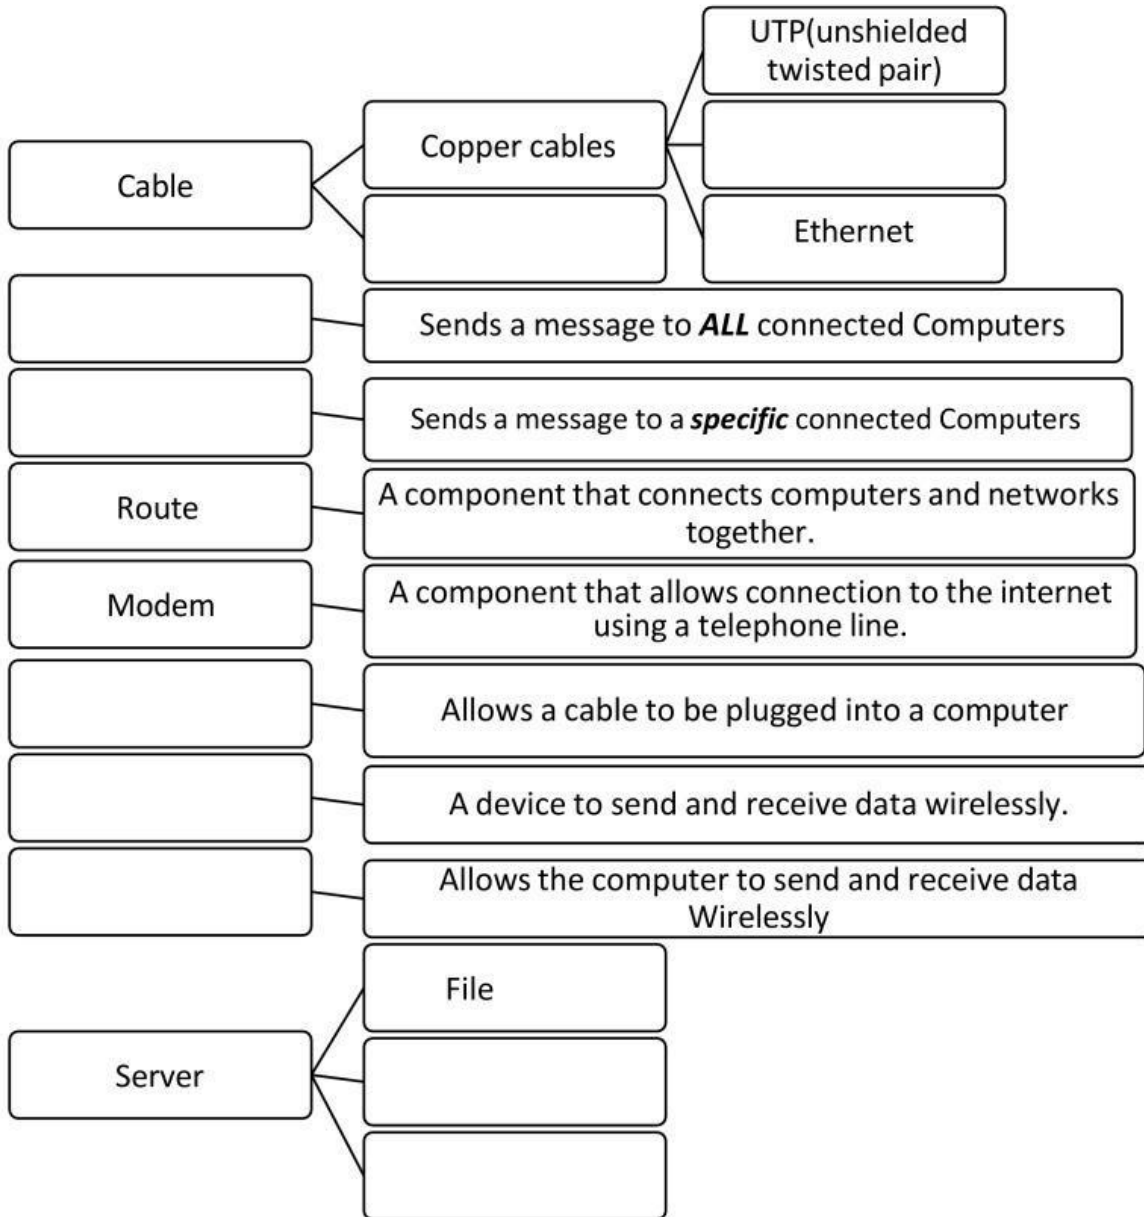 UTP(unshielded
twisted pair)
Copper cables
Cable
Ethernet
Sends a message to ALL connected Computers
Sends a message to a specific connected Computers
Route
A component that connects computers and networks
together.
Modem
A component that allows connection to the internet
using a telephone line.
Allows a cable to be plugged into a computer
A device to send and receive data wirelessly.
Allows the computer to send and receive data
Wirelessly
File
Server